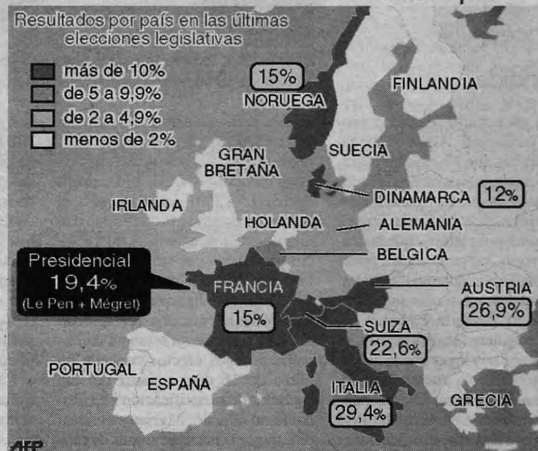 Resultados por país en las últimas
elecciones legislativas
más de 10%
de 5 a 9,9%
de 2 a 4,9%
menos de 2%
15%
NORUEGA
FINLANDIA
SUECIA
GRAN
BRETAÑA
IRLANDA
DINAMARCA 12%
HOLANDA
ALEMANIA
BELGICA
Presidencial
19,4%
(Le Pen + Mégret)
FRANCIA
15%
AUSTRIA
26,9%
SUIZA
22,6%
PORTUGAL
ESPAÑA
ITALIA
29,4%
GRECIA
AFP